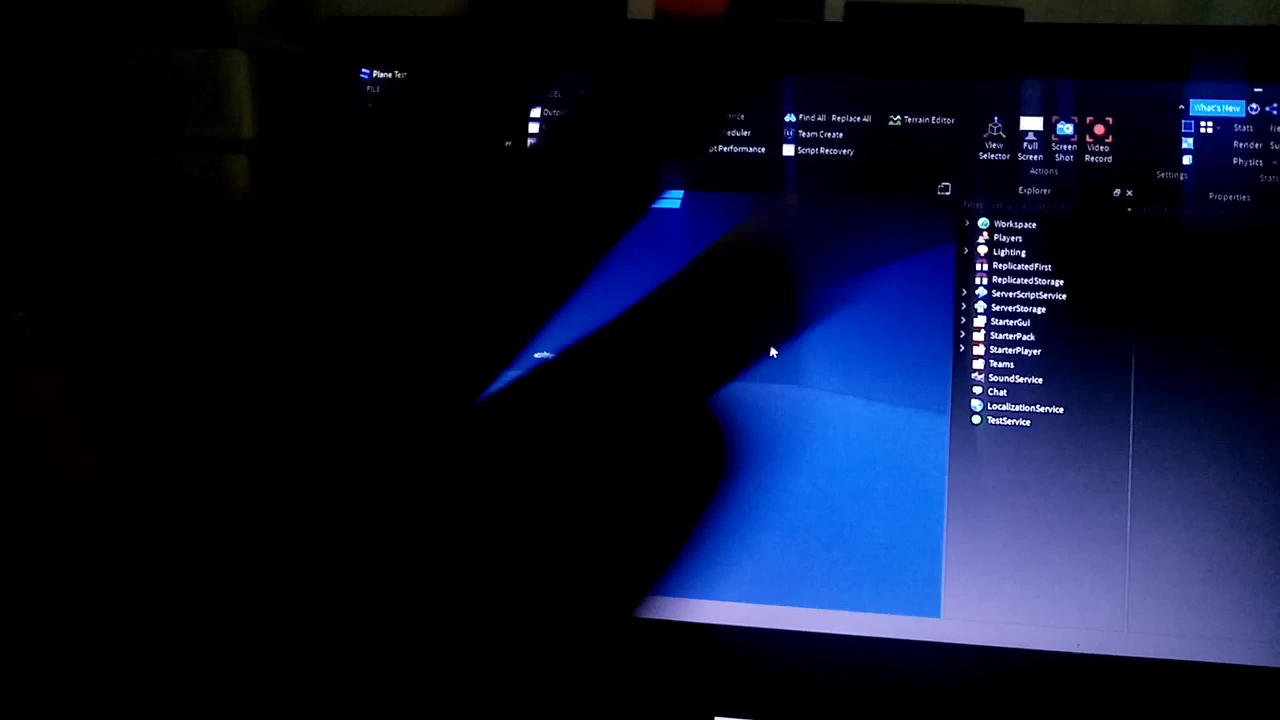 Plane Test
FILE
Find All / Replace All
Terrain Editor
Team Create
Script Recovery
Performance
View Selector
Full Screen
Screen Shot
Video Record
Actions
What's New
Stats
Render
Physics
Settings
Explorer
Properties
Workspace
Players
Lighting
ReplicatedFirst
ReplicatedStorage
ServerScriptService
ServerStorage
StarterGui
StarterPack
StarterPlayer
Teams
SoundService
Chat
LocalizationService
TestService